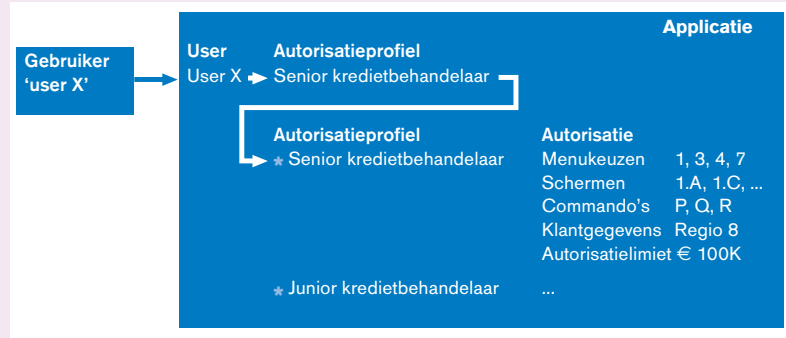 Applicatie
Gebruiker
‘user X’
User Autorisatieprofiel
User X Senior kredietbehandelaar
Autorisatieprofiel Autorisatie
* Senior kredietbehandelaar Menukeuzen 1, 3, 4, 7
Schermen 1.A, 1.C, ...
Commando’s P, Q, R
Klantgegevens Regio 8
Autorisatielimiet € 100K
* Junior kredietbehandelaar ...